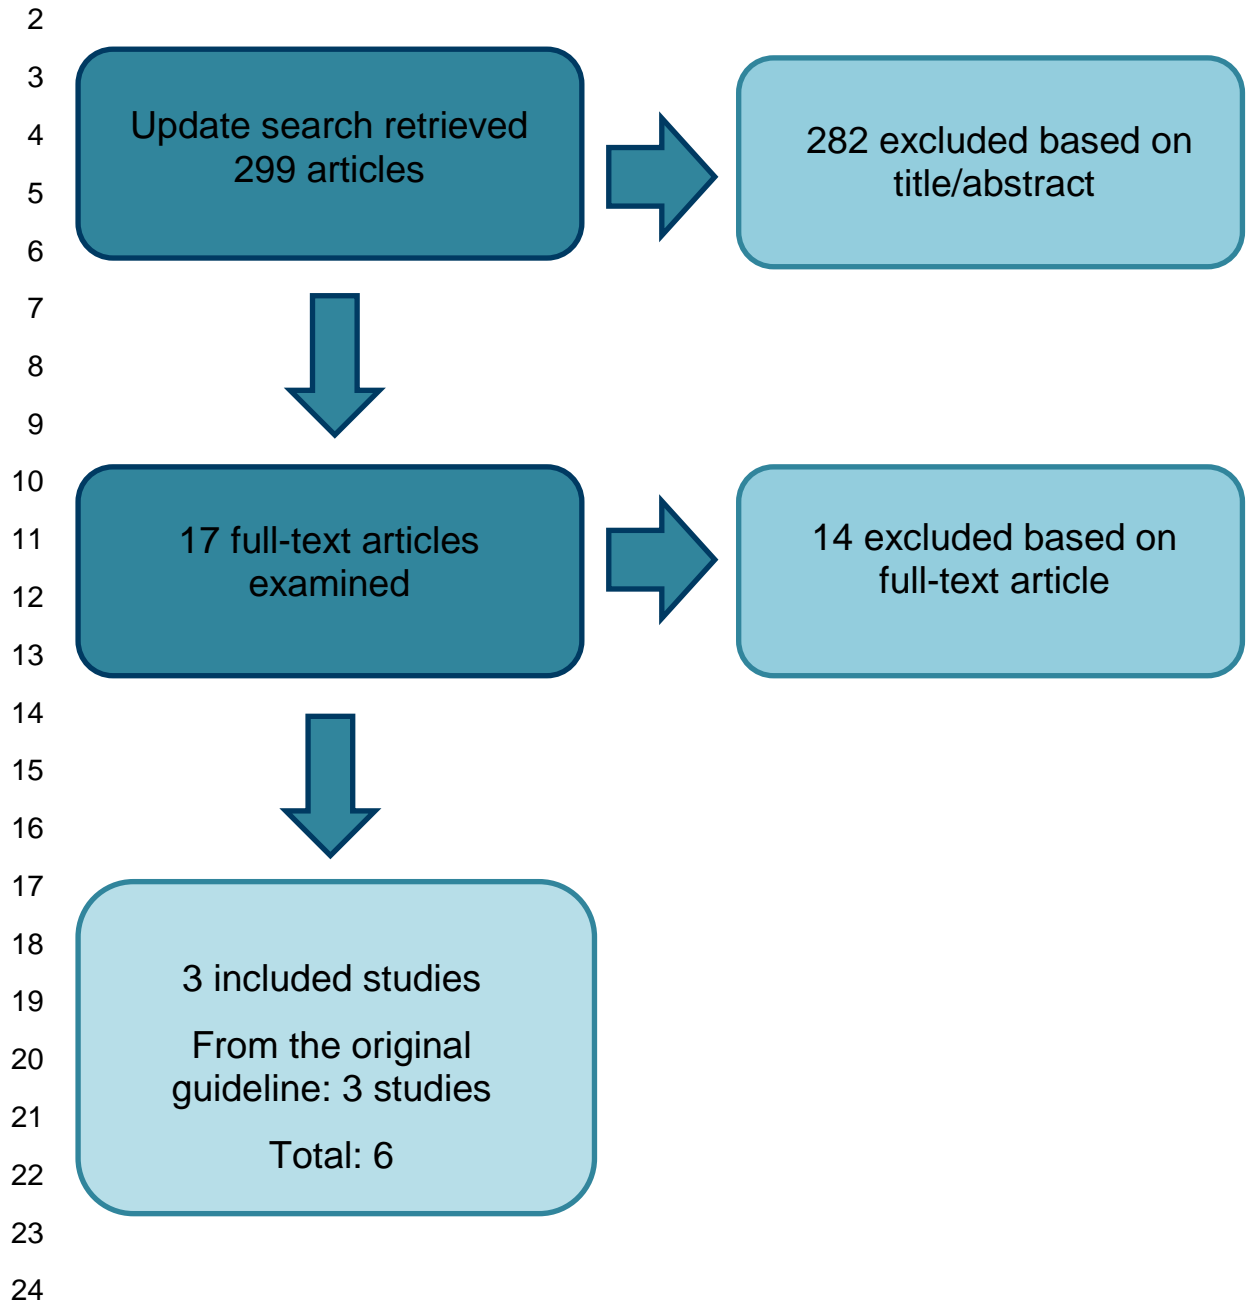 2
3
Update search retrieved
4
282 excluded based on
299 articles
title/abstract
5
6
7
8
9
10
17 full-text articles
14 excluded based on
11
examined
full-text article
12
13
14
15
16
17
18
3 included studies
19
From the original
20
guideline: 3 studies
21
Total: 6
22
23
24